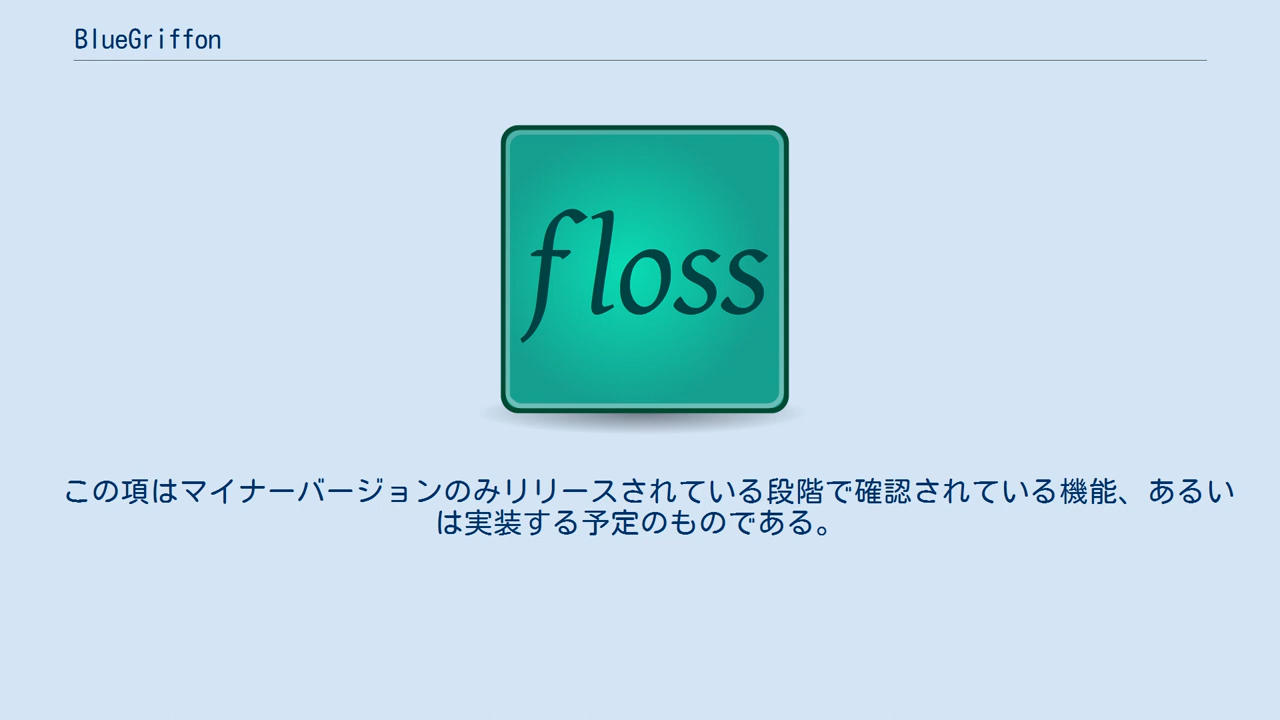 BlueGriffon
floss
この項はマイナーバージョンのみリリースされている段階で確認されている機能、あるい
は実装する予定のものである。